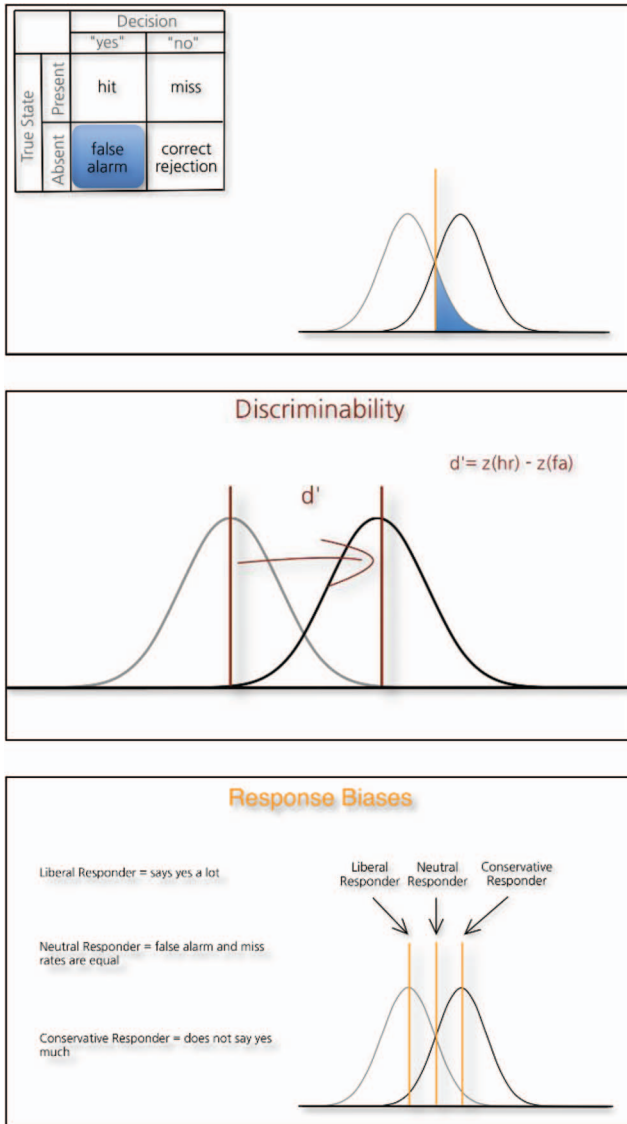 Decision
"yes" "no"
True State
Present
hit miss
Absent
false correct
alarm rejection
Discriminability
d'= z(hr) - z(fa)
d'
Response Biases
Liberal Responder = says yes a lot
Liberal Neutral Conservative
Responder Responder Responder
Neutral Responder = false alarm and miss
rates are equal
Conservative Responder = does not say yes
much